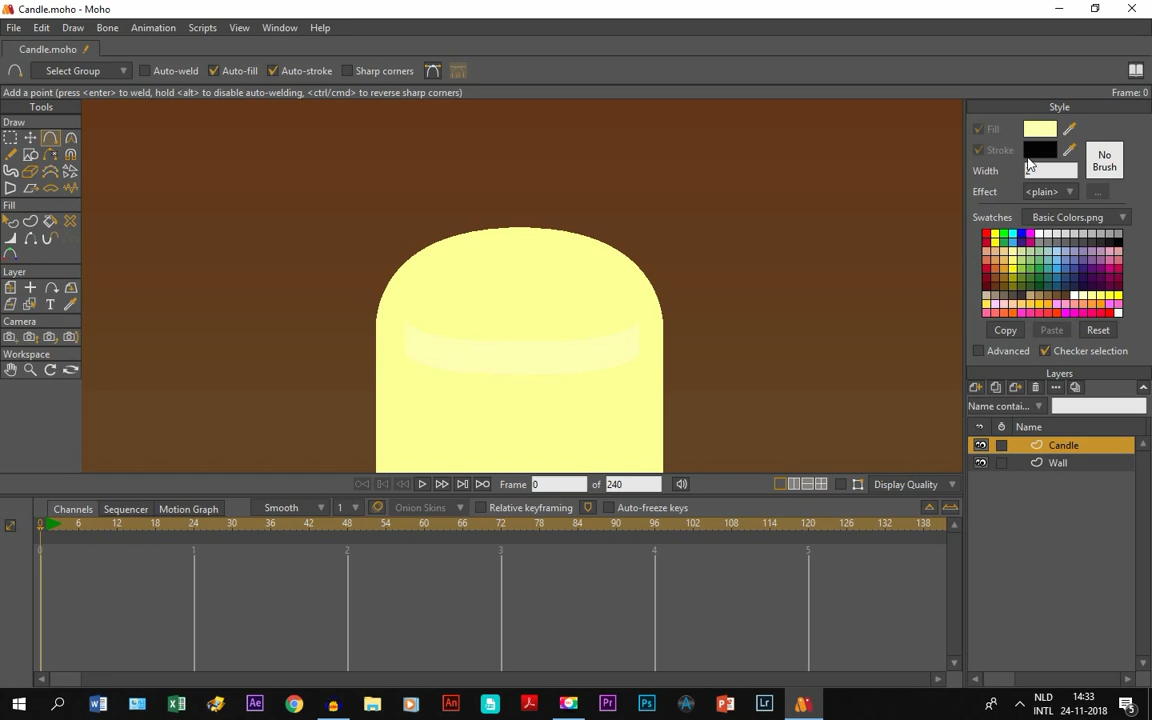 Candle.moho - Moho
File Edit Draw Bone Animation Scripts View Window Help
Candle.moho
Select Group Auto-weld Auto-fill Auto-stroke Sharp corners
Add a point (press <enter> to weld, hold <alt> to disable auto-welding, <ctrl/cmd> to reverse sharp corners) Frame: 0
Tools
Draw
Fill
Layer
Camera
Workspace
Style
Fill
Stroke
No Brush
Width
Effect <plain> ...
Swatches Basic Colors.png
Copy Paste Reset
Advanced Checker selection
Layers
Name contai...
Name
Candle
Wall
Frame 0 of 240 Display Quality
Channels Sequencer Motion Graph Smooth 1 Onion Skins Relative keyframing Auto-freeze keys
0 6 12 18 24 30 36 42 48 54 60 66 72 78 84 90 96 102 108 114 120 126 132 138
0 1 2 3 4 5
NLD 14:33
INTL 24-11-2018 5